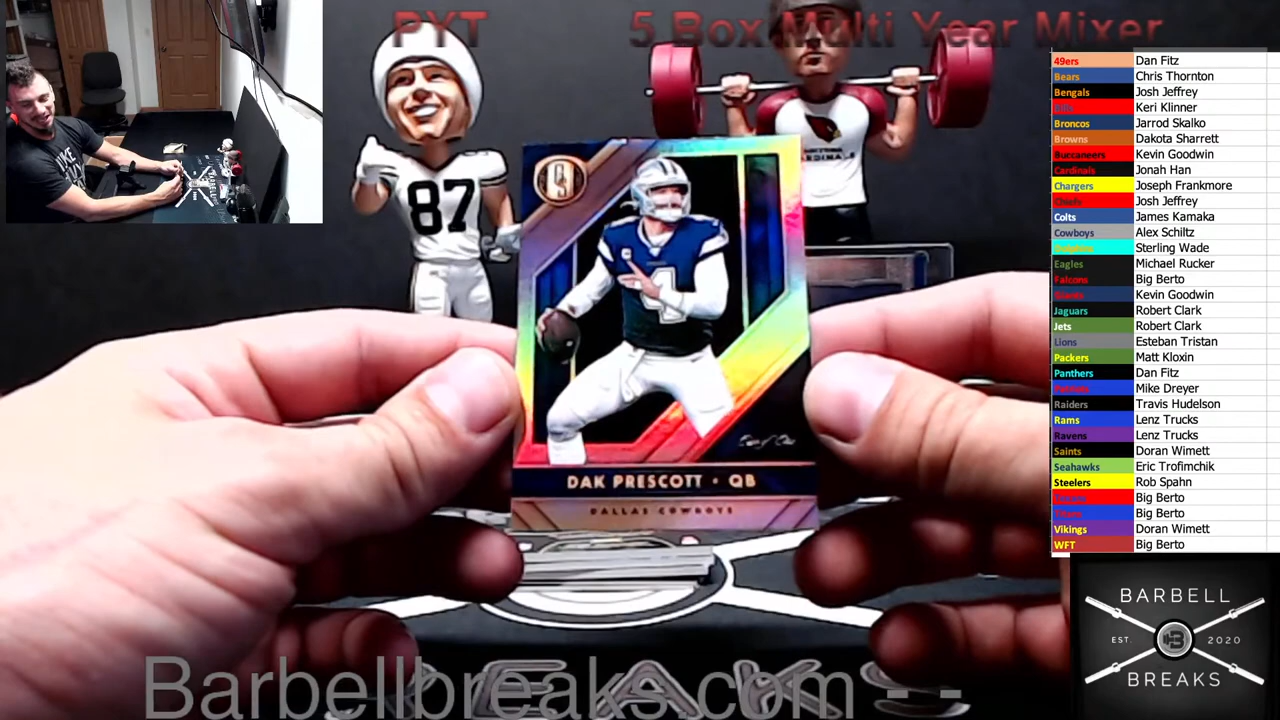 PYT 5 Box Multi Year Mixer
87
CARDINALS
4
One of One
DAK PRESCOTT · QB
DALLAS COWBOYS
49ers Dan Fitz
Bears Chris Thornton
Bengals Josh Jeffrey
Bills Keri Klinner
Broncos Jarrod Skalko
Browns Dakota Sharrett
Buccaneers Kevin Goodwin
Cardinals Jonah Han
Chargers Joseph Frankmore
Chiefs Josh Jeffrey
Colts James Kamaka
Cowboys Alex Schiltz
Dolphins Sterling Wade
Eagles Michael Rucker
Falcons Big Berto
Giants Kevin Goodwin
Jaguars Robert Clark
Jets Robert Clark
Lions Esteban Tristan
Packers Matt Kloxin
Panthers Dan Fitz
Patriots Mike Dreyer
Raiders Travis Hudelson
Rams Lenz Trucks
Ravens Lenz Trucks
Saints Doran Wimett
Seahawks Eric Trofimchik
Steelers Rob Spahn
Texans Big Berto
Titans Big Berto
Vikings Doran Wimett
WFT Big Berto
BARBELL
EST. B 2020
BREAKS
Barbellbreaks.com - -